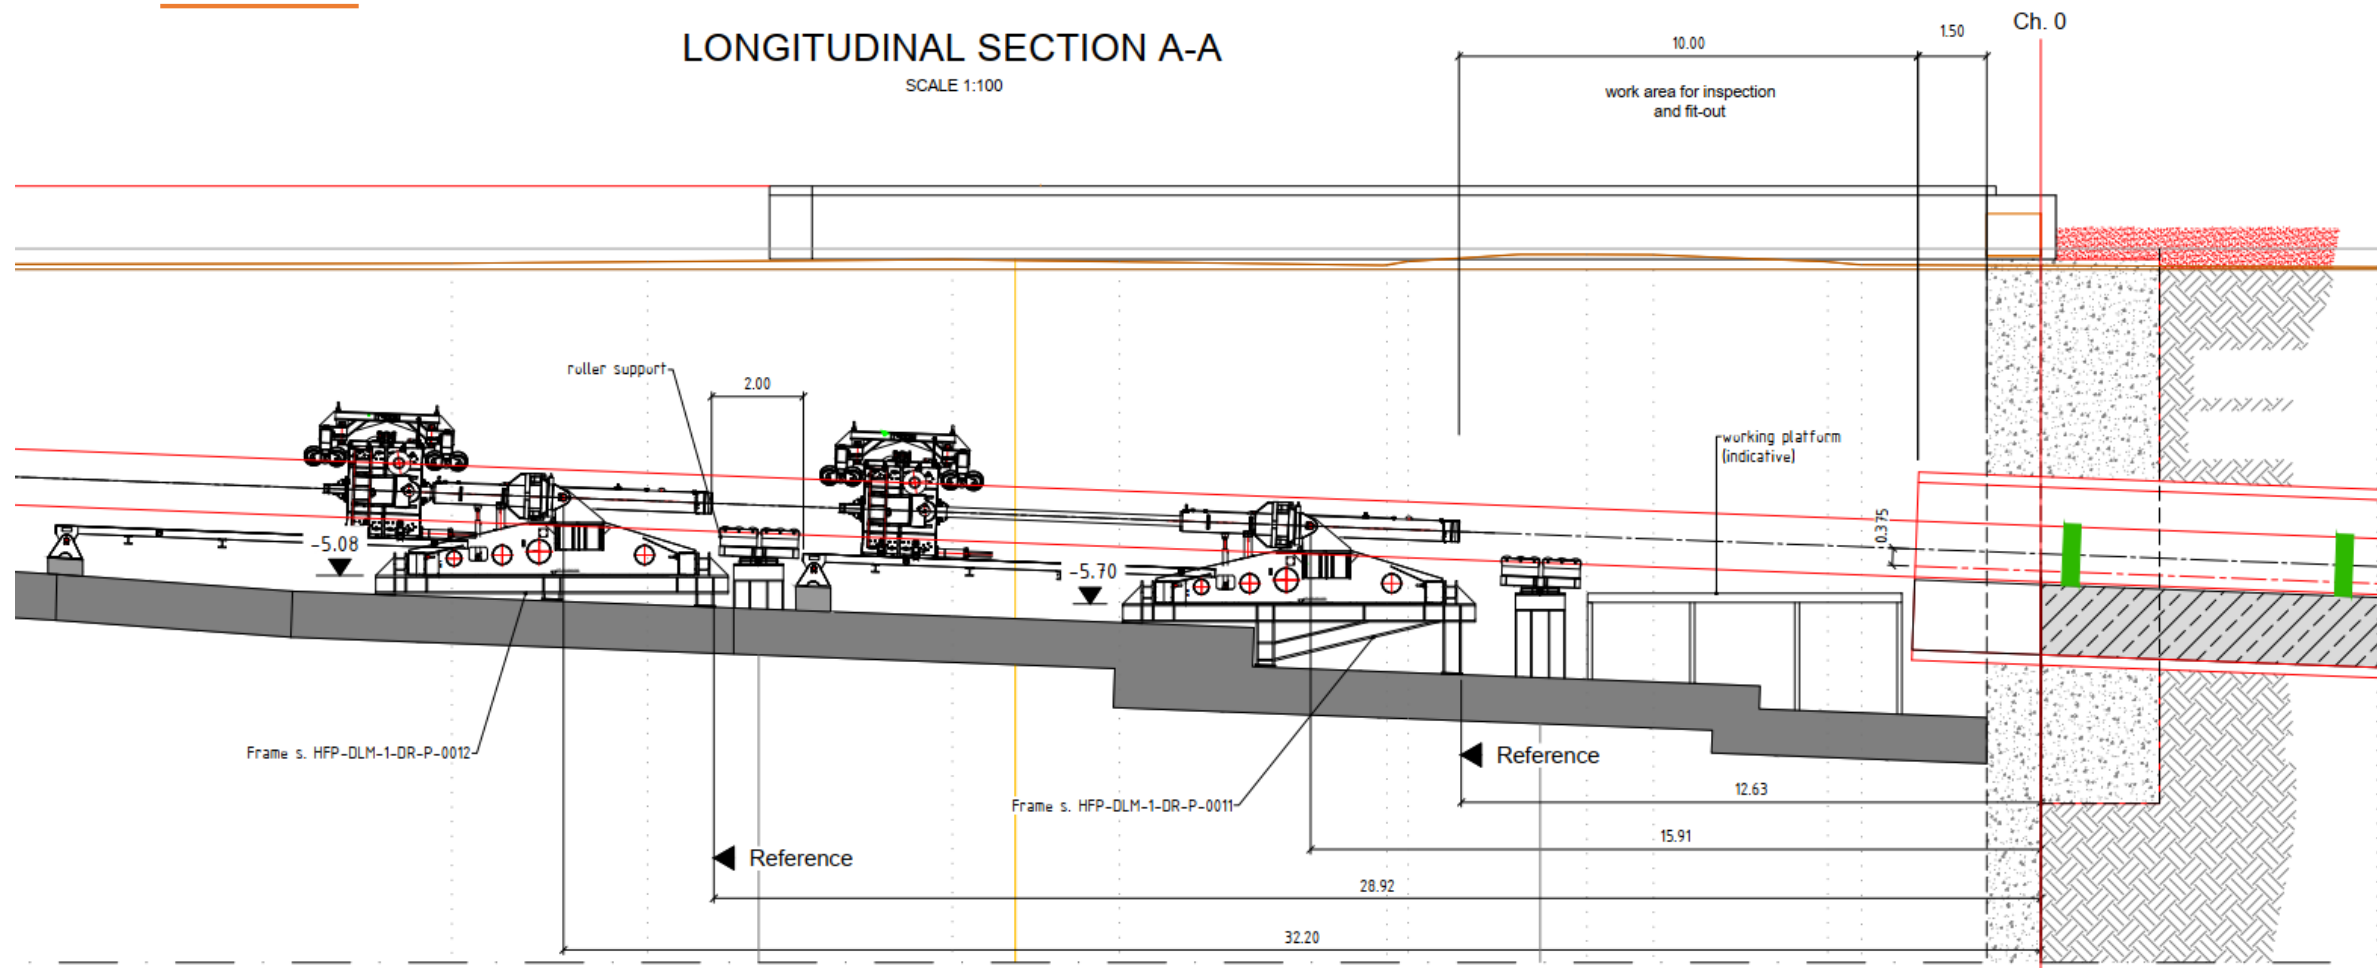 LONGITUDINAL SECTION A-A
SCALE 1:100
Ch. 0
1.50
10.00
work area for inspection
and fit-out
roller support
2.00
working platform
(indicative)
0.375
-5.08
-5.70
Frame s. HFP-DLM-1-DR-P-0012
Reference
12.63
Frame s. HFP-DLM-1-DR-P-0011
15.91
Reference
28.92
32.20